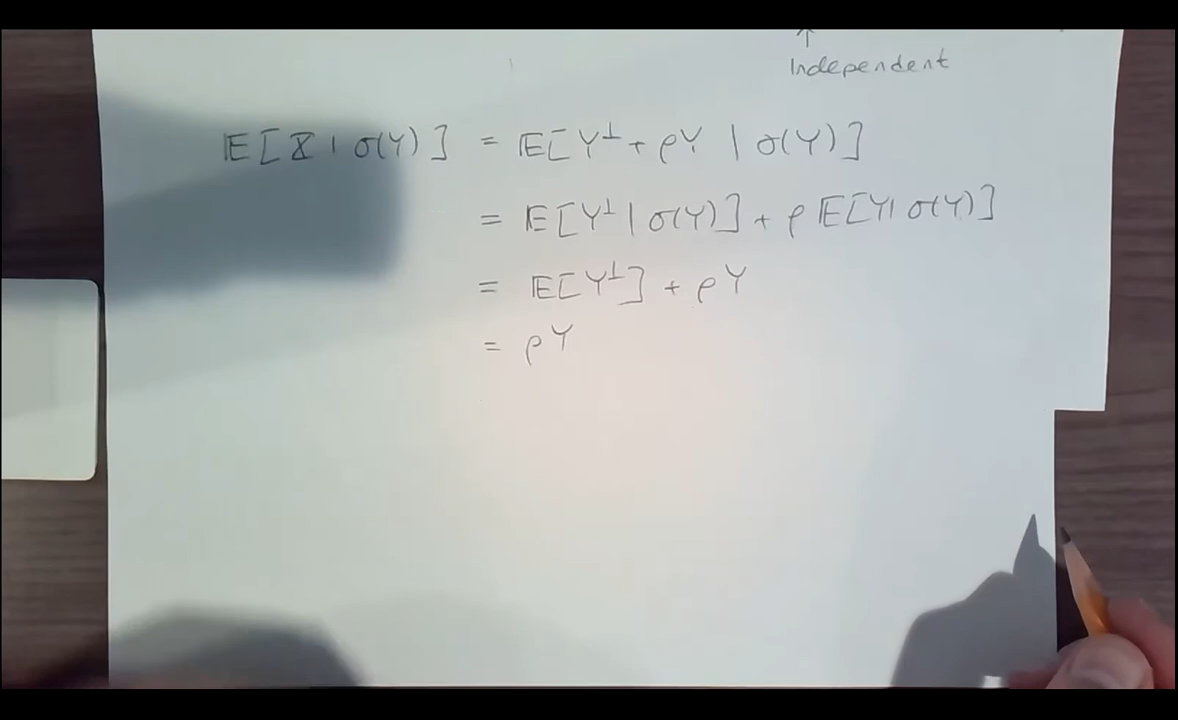 ↑
Independent
𝔼[Z | σ(Y)] = 𝔼[Y^⊥ + ρY | σ(Y)]
= 𝔼[Y^⊥ | σ(Y)] + ρ 𝔼[Y | σ(Y)]
= 𝔼[Y^⊥] + ρY
= ρY